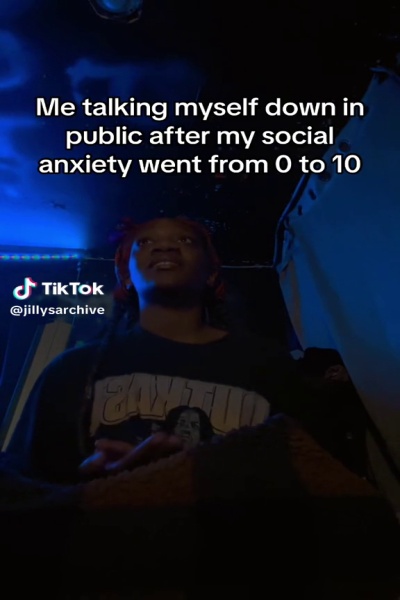 Me talking myself down in
public after my social
anxiety went from 0 to 10
TikTok
@jillysarchive